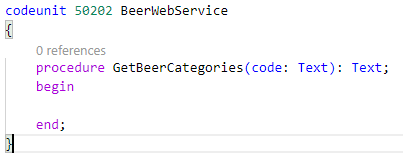 codeunit 50202 BeerWebService
{
0 references
procedure GetBeerCategories(code: Text): Text;
begin
end;
}